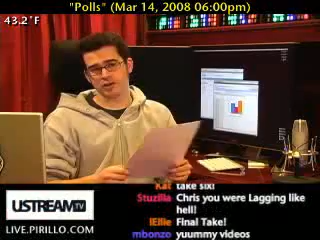 "Polls" (Mar 14, 2008 06:00pm)
43.2°F
Kat take six!
Stuzilla Chris you were Lagging like
hell!
lEllie Final Take!
mbonzo yuummy videos
USTREAM TV
LIVE.PIRILLO.COM